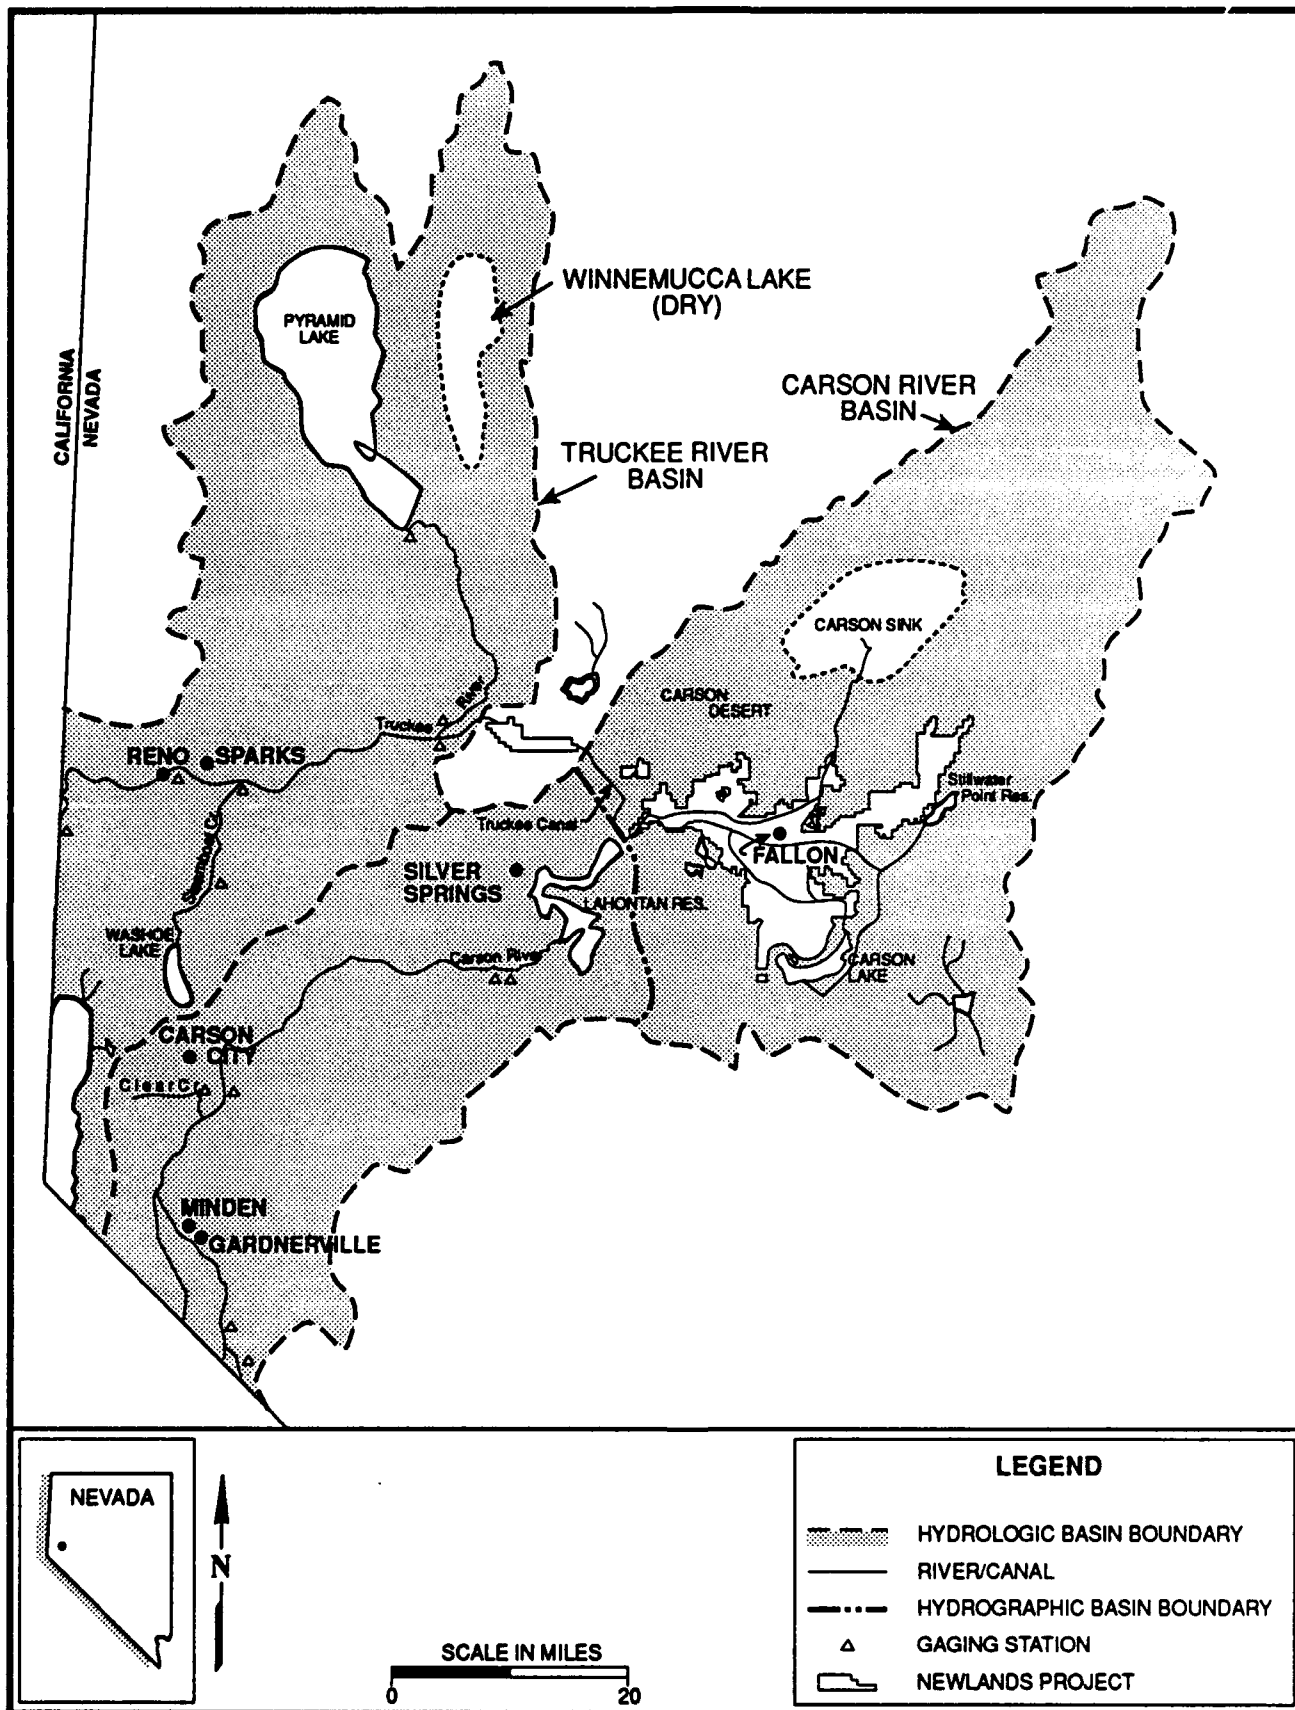 WINNEMUCCA LAKE
(DRY)
PYRAMID
LAKE
CALIFORNIA
NEVADA
CARSON RIVER
BASIN
TRUCKEE RIVER
BASIN
CARSON SINK
CARSON
DESERT
Truckee River
RENO
SPARKS
Stillwater
Point Res.
Truckee Canal
Steamboat Cr.
FALLON
SILVER
SPRINGS
LAHONTAN RES.
WASHOE
LAKE
Carson River
CARSON
LAKE
CARSON
CITY
Clear Cr.
MINDEN
GARDNERVILLE
NEVADA
N
SCALE IN MILES
0 20
LEGEND
HYDROLOGIC BASIN BOUNDARY
RIVER/CANAL
HYDROGRAPHIC BASIN BOUNDARY
GAGING STATION
NEWLANDS PROJECT